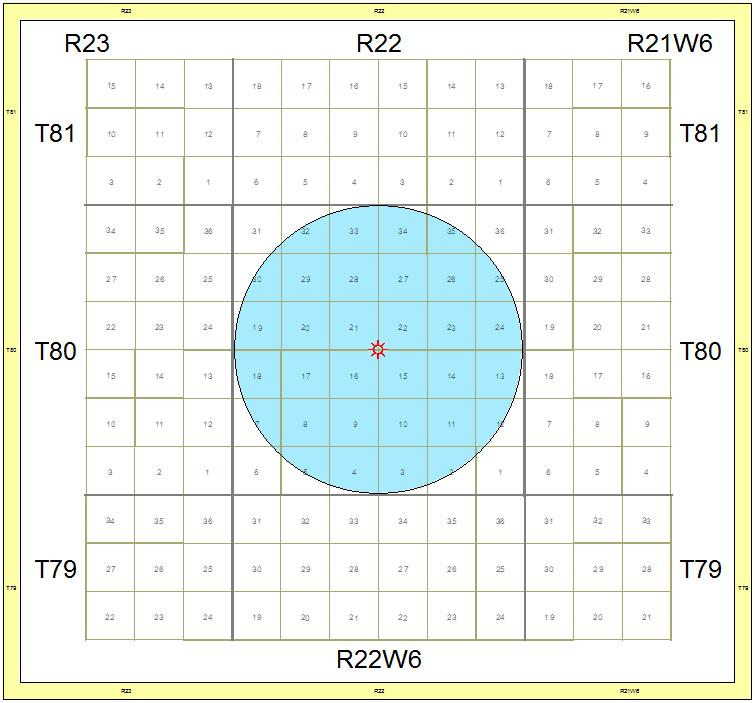 R23 R22 R21W6
R23 R22 R21W6
15 14 13 18 17 16 15 14 13 18 17 16
T81 T81
T81 10 11 12 7 8 9 10 11 12 7 8 9 T81
3 2 1 6 5 4 3 2 1 6 5 4
34 35 36 31 32 33 34 35 36 31 32 33
27 26 25 30 29 28 27 26 25 30 29 28
22 23 24 19 20 21 22 23 24 19 20 21
T80 T80 T80 T80
15 14 13 18 17 16 15 14 13 18 17 16
10 11 12 7 8 9 10 11 12 7 8 9
3 2 1 6 5 4 3 2 1 6 5 4
34 35 36 31 32 33 34 35 36 31 32 33
T79 27 26 25 30 29 28 27 26 25 30 29 28 T79
T79 T79
22 23 24 19 20 21 22 23 24 19 20 21
R22W6
R23 R22 R21W6